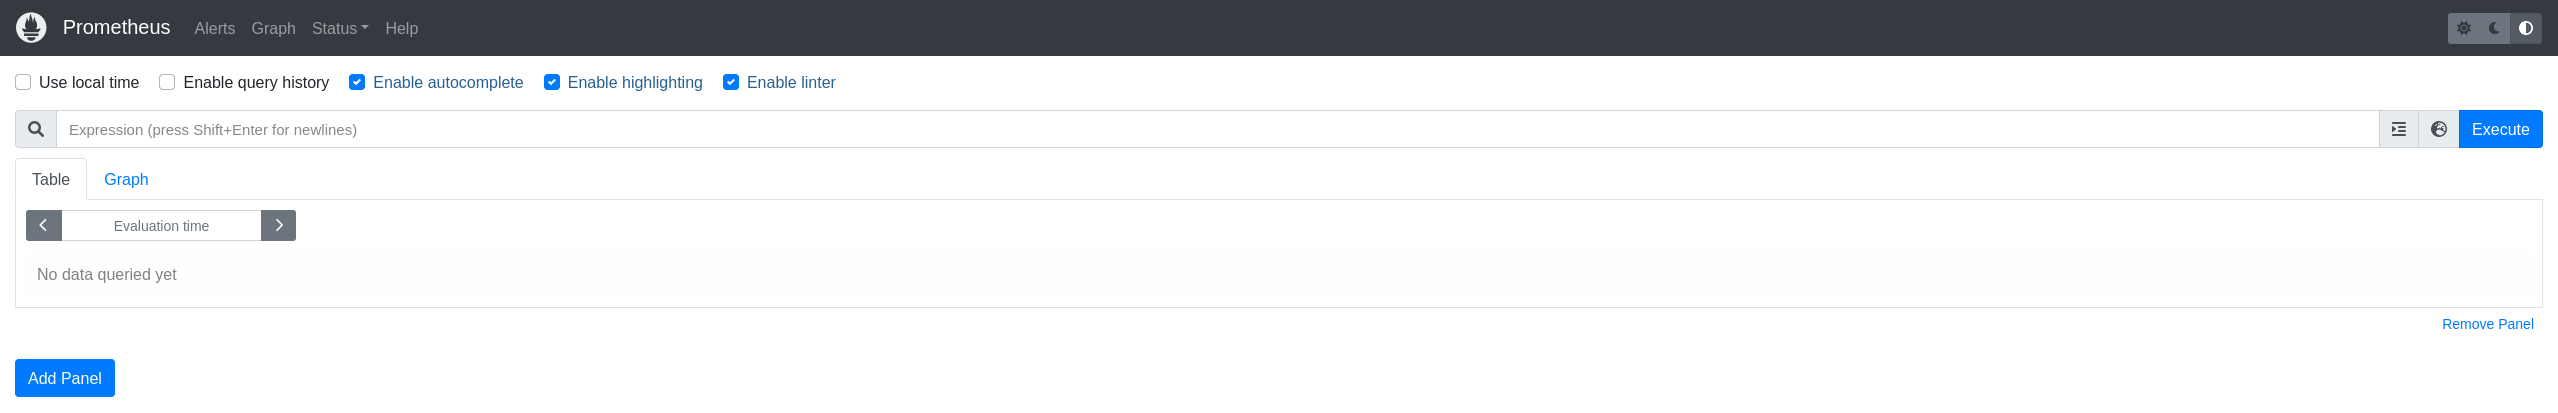 Prometheus Alerts Graph Status Help
Use local time Enable query history Enable autocomplete Enable highlighting Enable linter
Expression (press Shift+Enter for newlines) Execute
Table Graph
Evaluation time
No data queried yet
Remove Panel
Add Panel